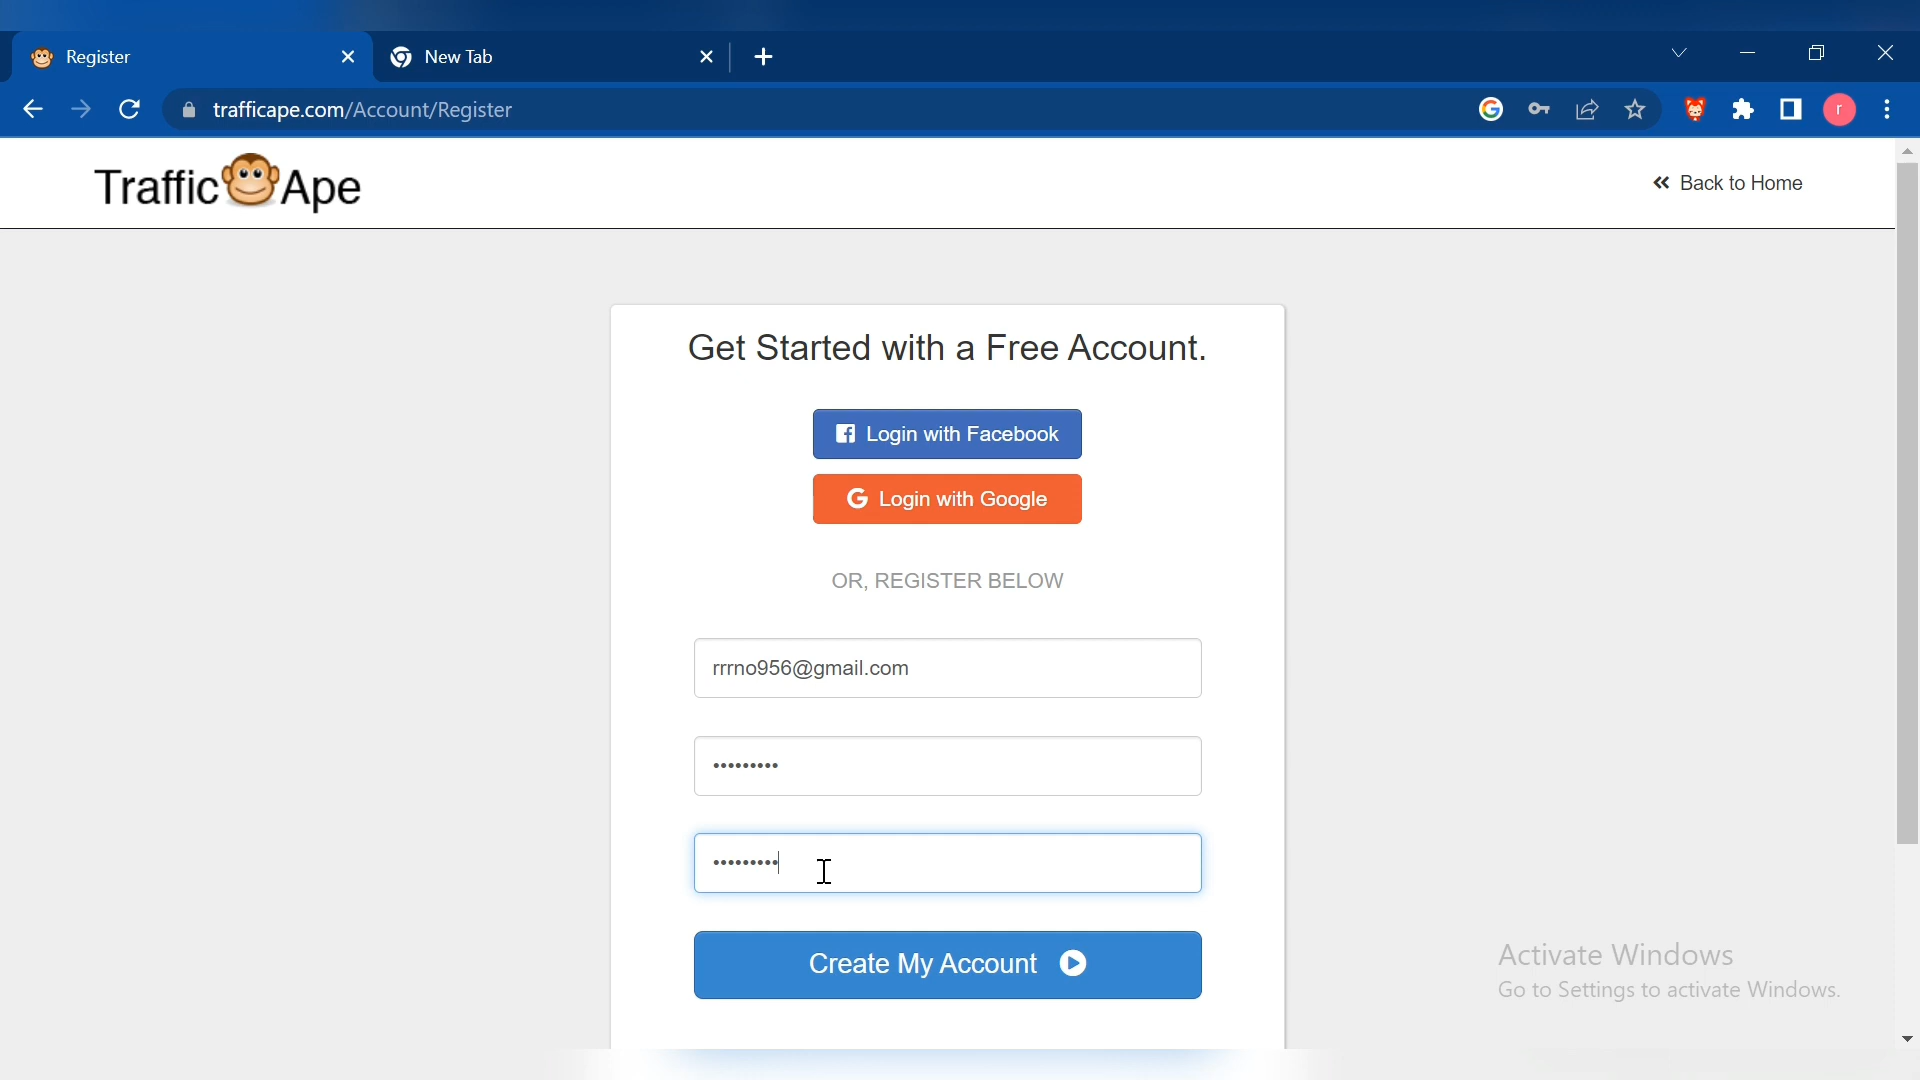 Register
New Tab
trafficape.com/Account/Register
r
Traffic Ape
Back to Home
Get Started with a Free Account.
Login with Facebook
G Login with Google
OR, REGISTER BELOW
rrrno956@gmail.com
•••••••••
•••••••••
Create My Account
Activate Windows
Go to Settings to activate Windows.